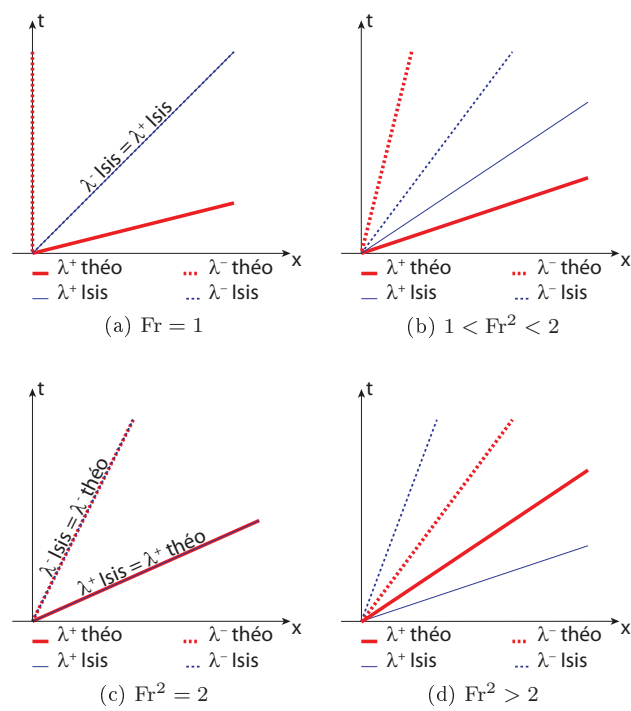 t
λ⁻ Isis = λ⁺ Isis
x
λ⁺ théo λ⁻ théo
λ⁺ Isis λ⁻ Isis
(a) Fr = 1
t
x
λ⁺ théo λ⁻ théo
λ⁺ Isis λ⁻ Isis
(b) 1 < Fr² < 2
t
λ⁻ Isis = λ⁻ théo
λ⁺ Isis = λ⁺ théo
x
λ⁺ théo λ⁻ théo
λ⁺ Isis λ⁻ Isis
(c) Fr² = 2
t
x
λ⁺ théo λ⁻ théo
λ⁺ Isis λ⁻ Isis
(d) Fr² > 2